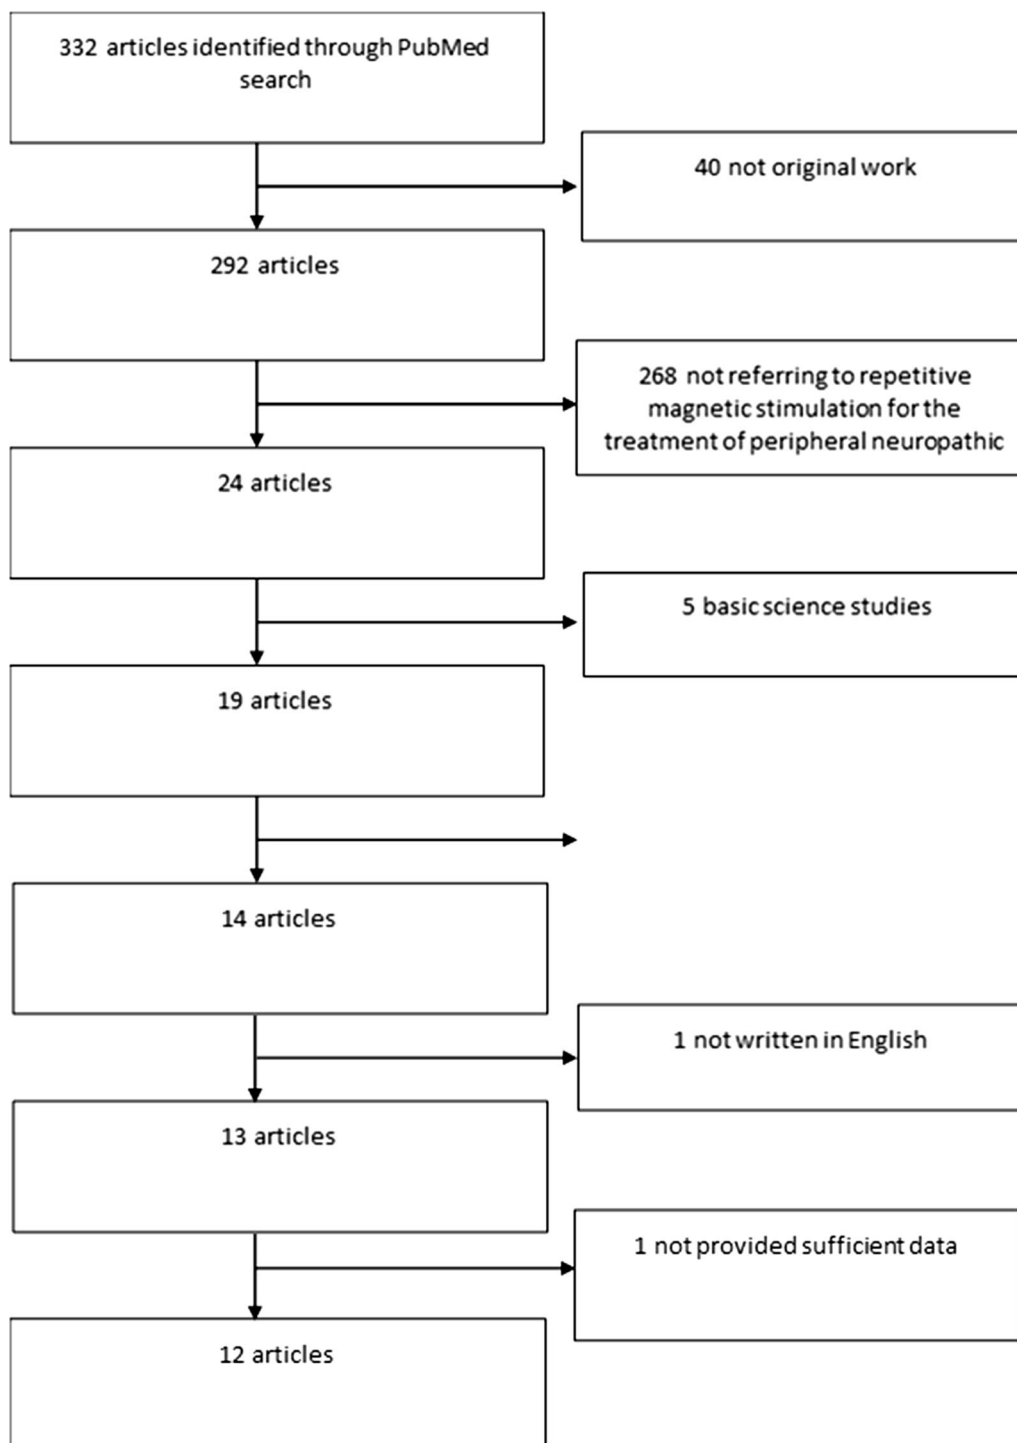 332 articles identified through PubMed
search
40 not original work
292 articles
268 not referring to repetitive
magnetic stimulation for the
treatment of peripheral neuropathic
24 articles
5 basic science studies
19 articles
14 articles
1 not written in English
13 articles
1 not provided sufficient data
12 articles